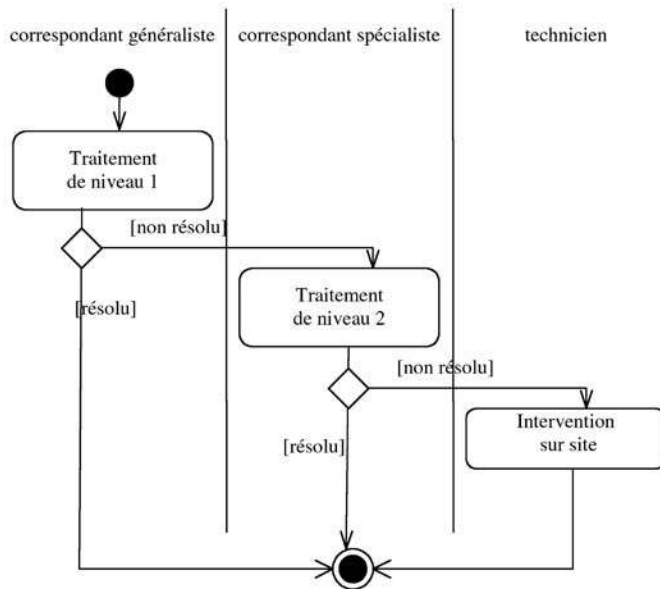 correspondant généraliste
correspondant spécialiste
technicien
Traitement
de niveau 1
[non résolu]
[résolu]
Traitement
de niveau 2
[non résolu]
[résolu]
Intervention
sur site